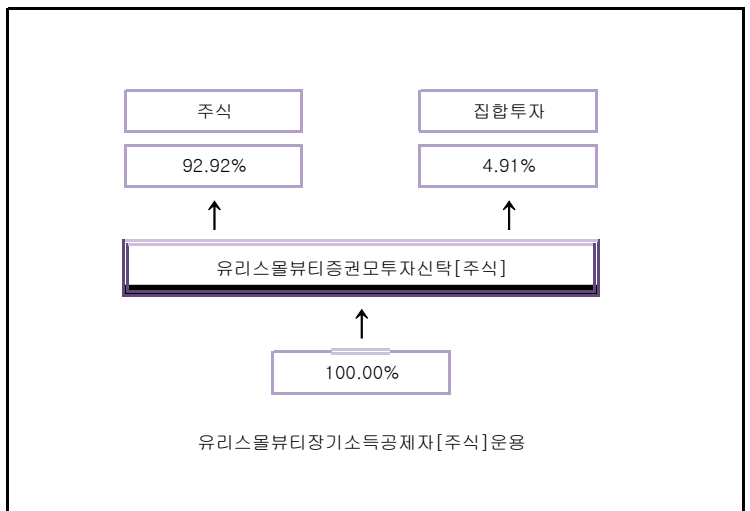 주식
집합투자
92.92%
4.91%
↑
↑
유리스몰뷰티증권모투자신탁[주식]
↑
100.00%
유리스몰뷰티장기소득공제자[주식]운용